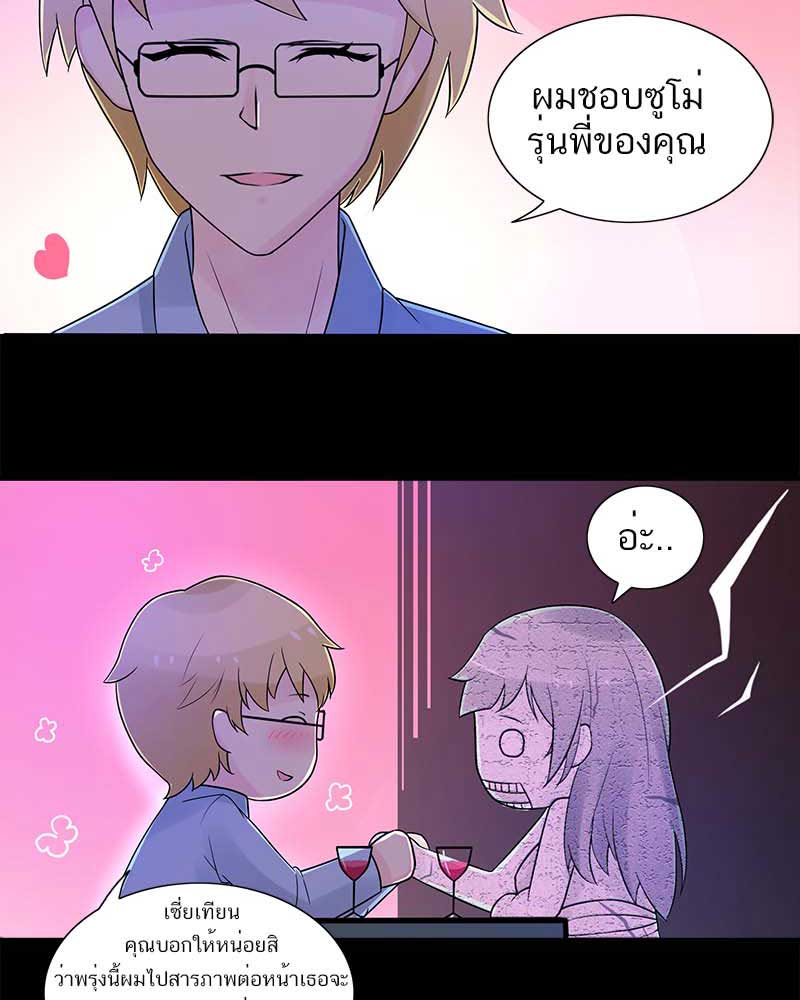 ผมชอบซูโม่
รุ่นพี่ของคุณ
อ่ะ..
เซี่ยเทียน
คุณบอกให้หน่อยสิ
ว่าพรุ่งนี้ผมไปสารภาพต่อหน้าเธอจะ